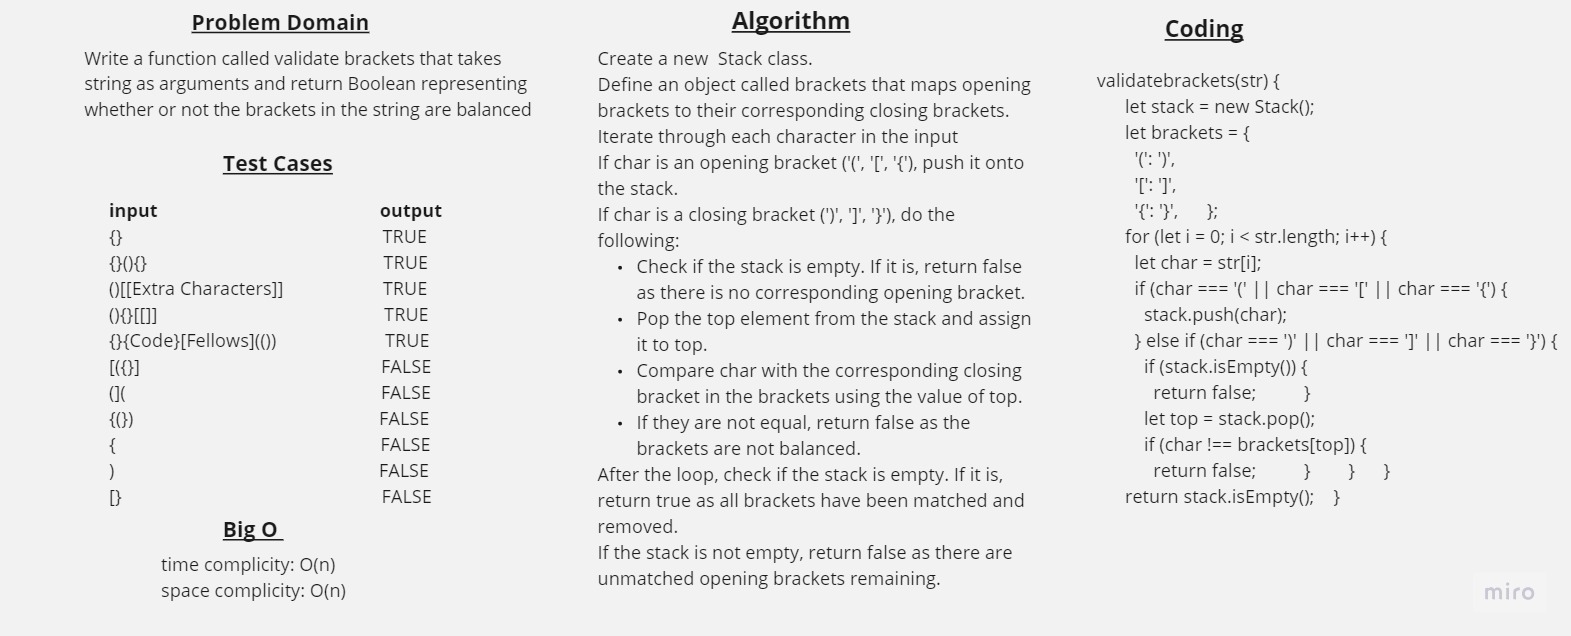 Problem Domain
Write a function called validate brackets that takes
string as arguments and return Boolean representing
whether or not the brackets in the string are balanced
Test Cases
input output
{} TRUE
{}(){} TRUE
()[[Extra Characters]] TRUE
(){}[[]] TRUE
{}{Code}[Fellows](()) TRUE
[({}] FALSE
(]( FALSE
{(}) FALSE
{ FALSE
) FALSE
[} FALSE
Big O
time complicity: O(n)
space complicity: O(n)
Algorithm
Create a new  Stack class.
Define an object called brackets that maps opening
brackets to their corresponding closing brackets.
Iterate through each character in the input
If char is an opening bracket ('(', '[', '{'), push it onto
the stack.
If char is a closing bracket (')', ']', '}'), do the
following:
• Check if the stack is empty. If it is, return false
as there is no corresponding opening bracket.
• Pop the top element from the stack and assign
it to top.
• Compare char with the corresponding closing
bracket in the brackets using the value of top.
• If they are not equal, return false as the
brackets are not balanced.
After the loop, check if the stack is empty. If it is,
return true as all brackets have been matched and
removed.
If the stack is not empty, return false as there are
unmatched opening brackets remaining.
Coding
validatebrackets(str) {
let stack = new Stack();
let brackets = {
'(': ')',
'[': ']',
'{': '}', };
for (let i = 0; i < str.length; i++) {
let char = str[i];
if (char === '(' || char === '[' || char === '{') {
stack.push(char);
} else if (char === ')' || char === ']' || char === '}') {
if (stack.isEmpty()) {
return false; }
let top = stack.pop();
if (char !== brackets[top]) {
return false; } } }
return stack.isEmpty(); }
miro